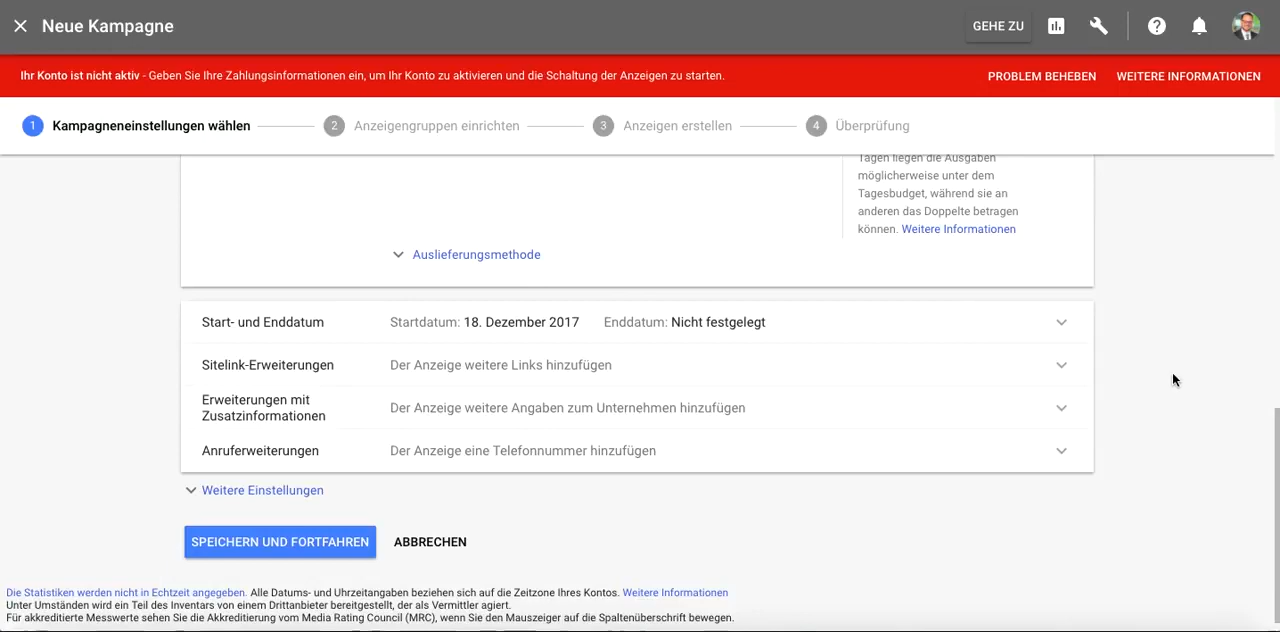 Neue Kampagne
GEHE ZU
Ihr Konto ist nicht aktiv - Geben Sie Ihre Zahlungsinformationen ein, um Ihr Konto zu aktivieren und die Schaltung der Anzeigen zu starten.
PROBLEM BEHEBEN
WEITERE INFORMATIONEN
1 Kampagneneinstellungen wählen
2 Anzeigengruppen einrichten
3 Anzeigen erstellen
4 Überprüfung
Tagen liegen die Ausgaben
möglicherweise unter dem
Tagesbudget, während sie an
anderen das Doppelte betragen
können. Weitere Informationen
Auslieferungsmethode
Start- und Enddatum
Startdatum: 18. Dezember 2017
Enddatum: Nicht festgelegt
Sitelink-Erweiterungen
Der Anzeige weitere Links hinzufügen
Erweiterungen mit
Zusatzinformationen
Der Anzeige weitere Angaben zum Unternehmen hinzufügen
Anruferweiterungen
Der Anzeige eine Telefonnummer hinzufügen
Weitere Einstellungen
SPEICHERN UND FORTFAHREN
ABBRECHEN
Die Statistiken werden nicht in Echtzeit angegeben. Alle Datums- und Uhrzeitangaben beziehen sich auf die Zeitzone Ihres Kontos. Weitere Informationen
Unter Umständen wird ein Teil des Inventars von einem Drittanbieter bereitgestellt, der als Vermittler agiert.
Für akkreditierte Messwerte sehen Sie die Akkreditierung vom Media Rating Council (MRC), wenn Sie den Mauszeiger auf die Spaltenüberschrift bewegen.